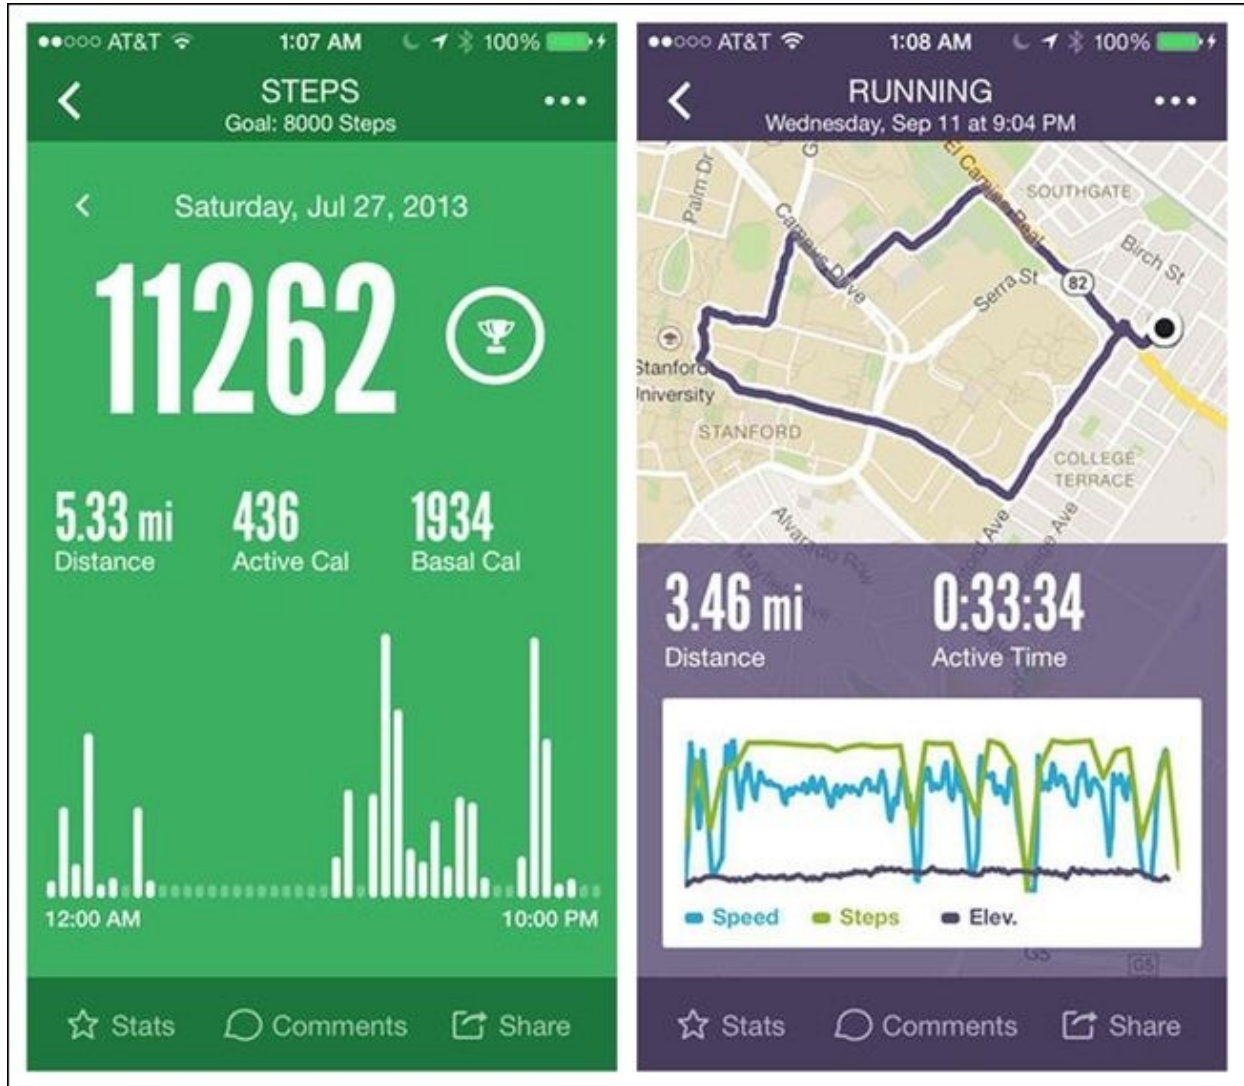 AT&T 1:07 AM 100%
STEPS
Goal: 8000 Steps
Saturday, Jul 27, 2013
11262
5.33 mi 436 1934
Distance Active Cal Basal Cal
12:00 AM 10:00 PM
Stats Comments Share
AT&T 1:08 AM 100%
RUNNING
Wednesday, Sep 11 at 9:04 PM
Palm Dr
El Camino Real
SOUTHGATE
Campus Drive
Birch St
Serra St
82
Stanford
University
STANFORD
COLLEGE
TERRACE
Alvarado Row
3.46 mi 0:33:34
Distance Active Time
Speed Steps Elev.
G5 G5
Stats Comments Share